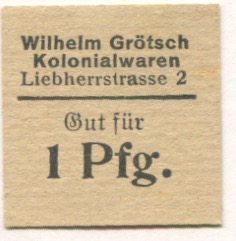 Wilhelm Grötsch
Kolonialwaren
Liebherrstrasse 2
Gut für
1 Pfg.